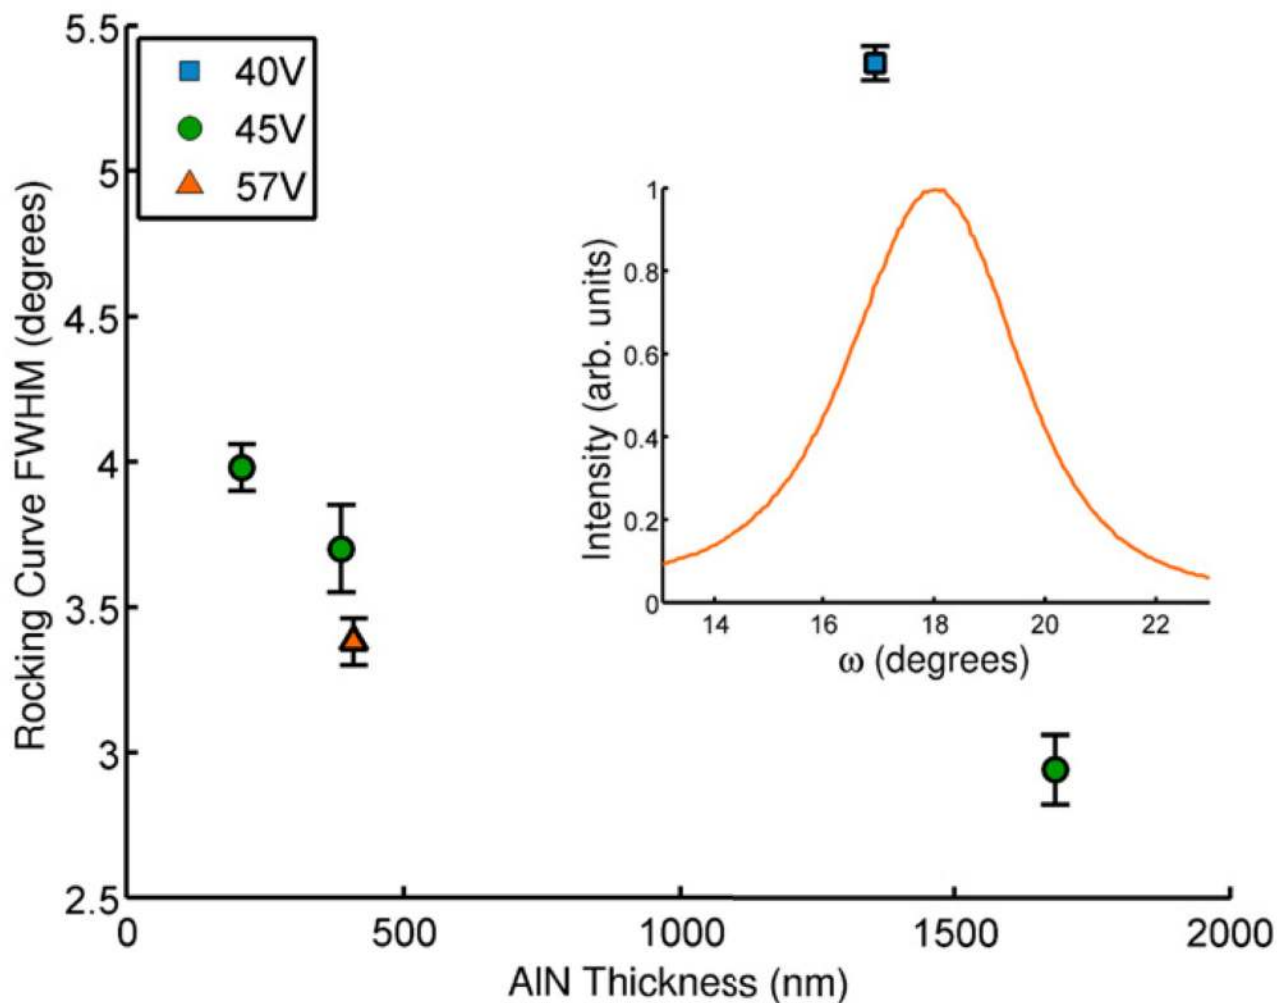 5.5
5
4.5
4
3.5
3
2.5
Rocking Curve FWHM (degrees)
40V
45V
57V
1
0.8
0.6
0.4
0.2
0
Intensity (arb. units)
14 16 18 20 22
ω (degrees)
0 500 1000 1500 2000
AlN Thickness (nm)